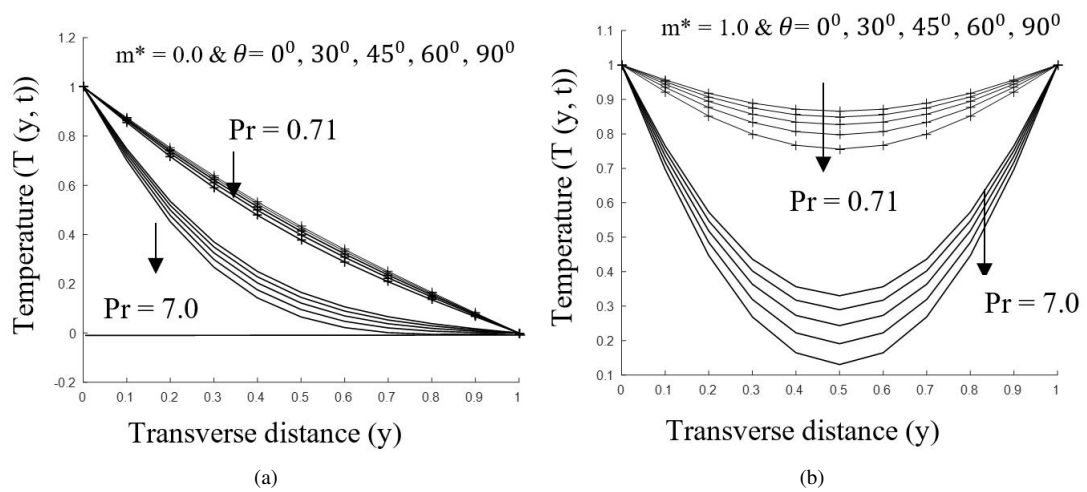 m* = 0.0 & θ= 0⁰, 30⁰, 45⁰, 60⁰, 90⁰
Temperature (T (y, t))
1.2
1
0.8
0.6
0.4
0.2
0
-0.2
Pr = 0.71
Pr = 7.0
0 0.1 0.2 0.3 0.4 0.5 0.6 0.7 0.8 0.9 1
Transverse distance (y)
(a)
m* = 1.0 & θ= 0⁰, 30⁰, 45⁰, 60⁰, 90⁰
Temperature (T (y, t))
1
0.9
0.8
0.7
0.6
0.5
0.4
0.3
0.2
0.1
Pr = 0.71
Pr = 7.0
0 0.1 0.2 0.3 0.4 0.5 0.6 0.7 0.8 0.9 1
Transverse distance (y)
(b)